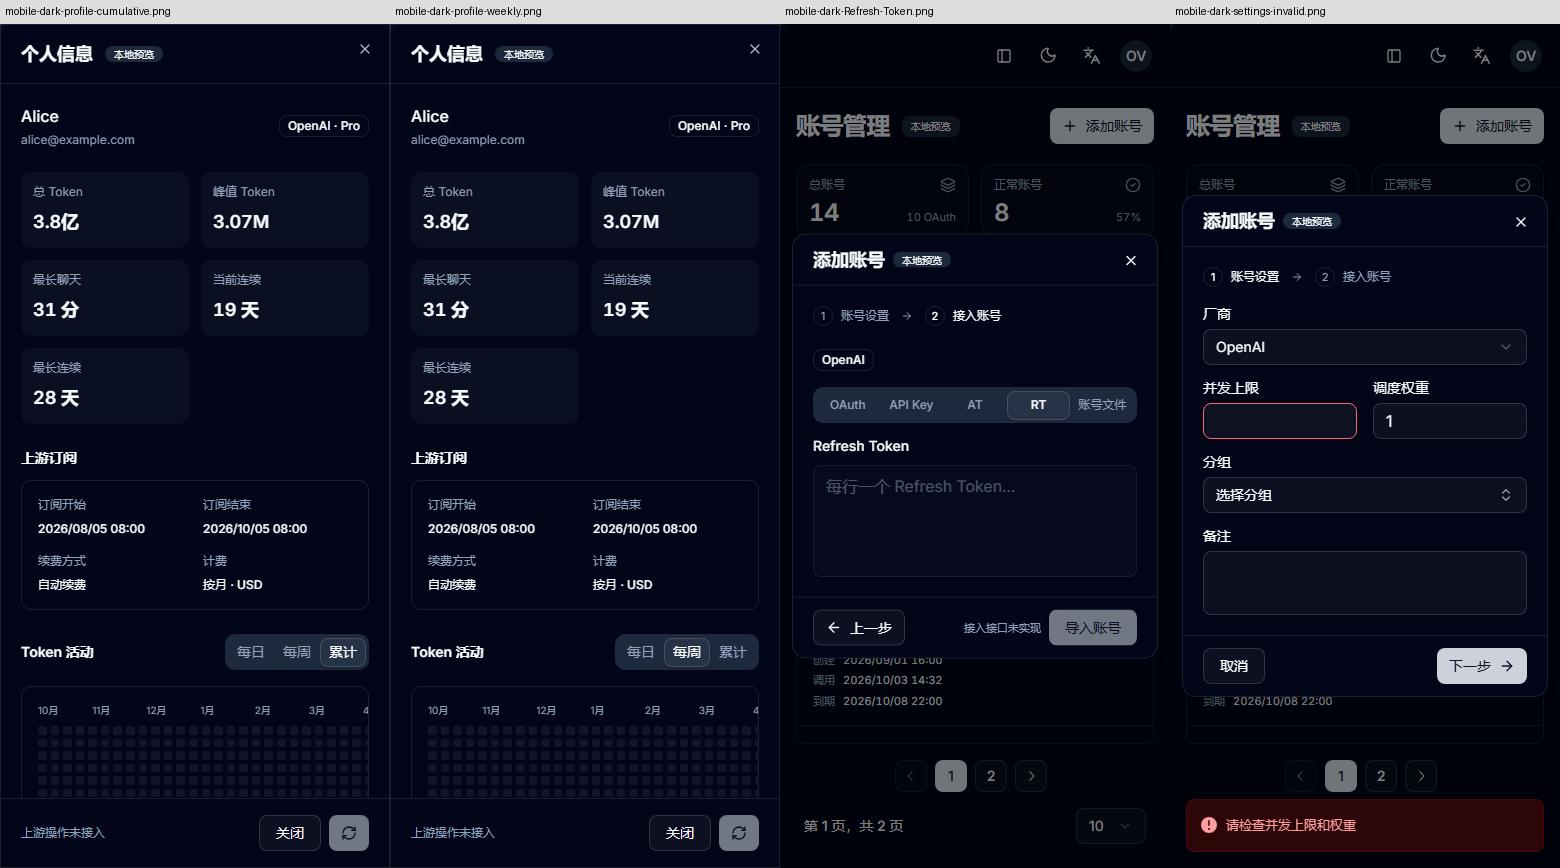 mobile-dark-profile-cumulative.png
个人信息 本地预览
Alice
alice@example.com
OpenAI · Pro
总 Token
3.8亿
峰值 Token
3.07M
最长聊天
31 分
当前连续
19 天
最长连续
28 天
上游订阅
订阅开始
2026/08/05 08:00
订阅结束
2026/10/05 08:00
续费方式
自动续费
计费
按月 · USD
Token 活动
每日 每周 累计
10月 11月 12月 1月 2月 3月 4
上游操作未接入
关闭
mobile-dark-profile-weekly.png
个人信息 本地预览
Alice
alice@example.com
OpenAI · Pro
总 Token
3.8亿
峰值 Token
3.07M
最长聊天
31 分
当前连续
19 天
最长连续
28 天
上游订阅
订阅开始
2026/08/05 08:00
订阅结束
2026/10/05 08:00
续费方式
自动续费
计费
按月 · USD
Token 活动
每日 每周 累计
10月 11月 12月 1月 2月 3月 4
上游操作未接入
关闭
mobile-dark-Refresh-Token.png
OV
账号管理 本地预览
添加账号
总账号
14
10 OAuth
正常账号
8
57%
添加账号 本地预览
1 账号设置 → 2 接入账号
OpenAI
OAuth API Key AT RT 账号文件
Refresh Token
每行一个 Refresh Token...
上一步
接入接口未实现
导入账号
创建 2026/09/01 16:00
调用 2026/10/03 14:32
到期 2026/10/08 22:00
1 2
第 1 页，共 2 页
10
mobile-dark-settings-invalid.png
OV
账号管理 本地预览
添加账号
总账号
正常账号
添加账号 本地预览
1 账号设置 → 2 接入账号
厂商
OpenAI
并发上限
调度权重
1
分组
选择分组
备注
取消
下一步
到期 2026/10/08 22:00
1 2
请检查并发上限和权重